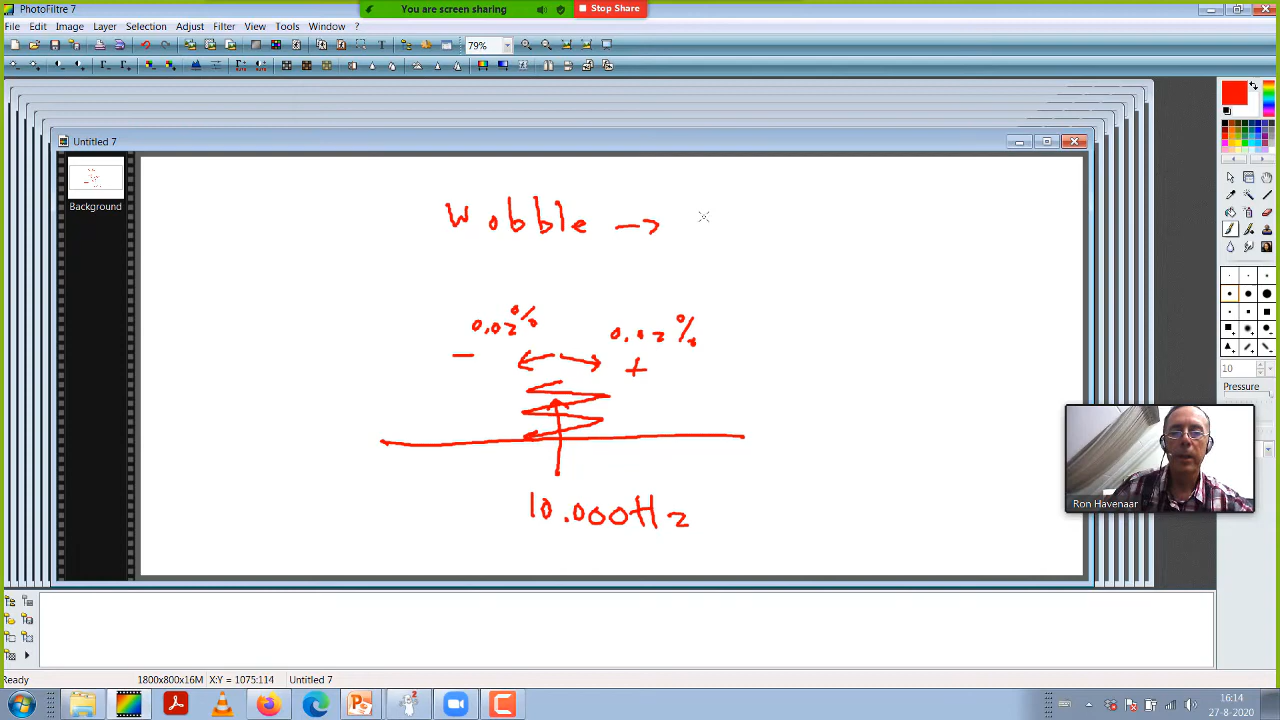 PhotoFiltre 7
You are screen sharing
Stop Share
File Edit Image Layer Selection Adjust Filter View Tools Window ?
79%
Untitled 7
Background
Wobble ->
0.02% 0.02%
- +
10.000Hz
10
Pressure
Ron Havenaar
Ready 1800x800x16M X:Y = 1075:114 Untitled 7
16:14
27-8-2020